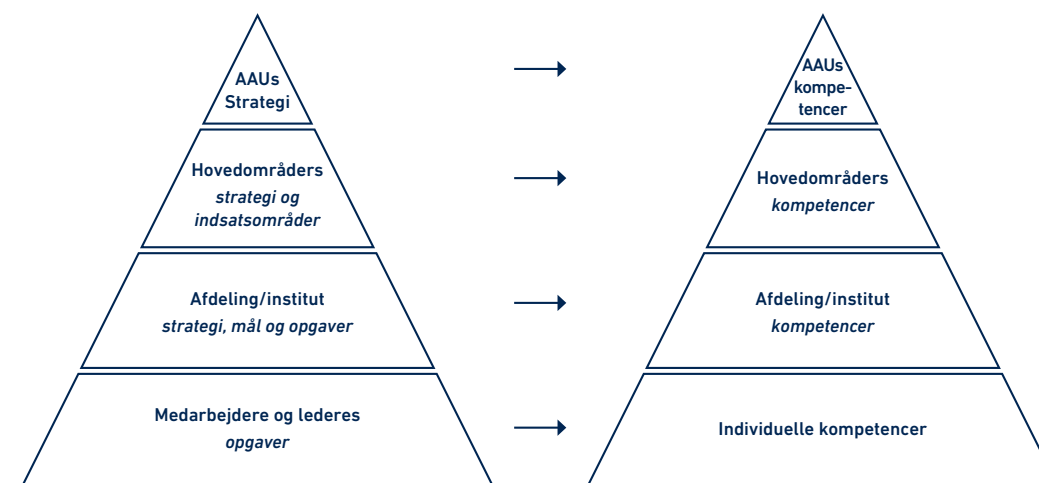 AAUs
Strategi
Hovedområders
strategi og
indsatsområder
Afdeling/institut
strategi, mål og opgaver
Medarbejdere og lederes
opgaver
AAUs
kompe-
tencer
Hovedområders
kompetencer
Afdeling/institut
kompetencer
Individuelle kompetencer